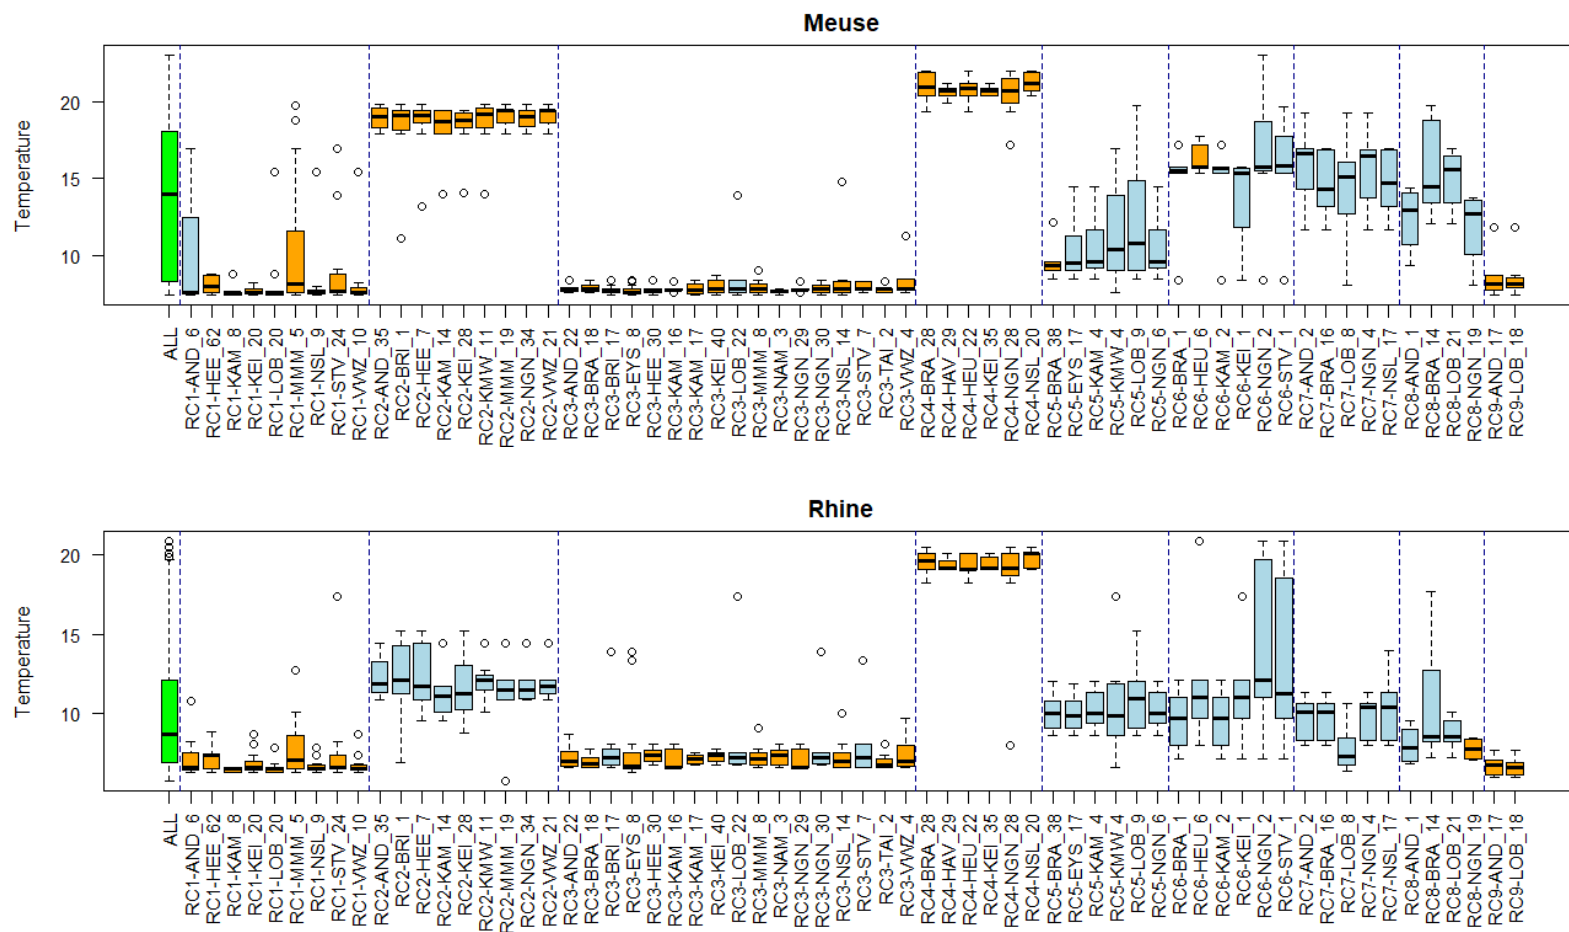 Meuse
Temperature
20
15
10
ALL
RC1-AND_6
RC1-HEE_62
RC1-KAM_8
RC1-KEI_20
RC1-LOB_20
RC1-MMM_5
RC1-NSL_9
RC1-STV_24
RC1-VWZ_10
RC2-AND_35
RC2-BRI_1
RC2-HEE_7
RC2-KAM_14
RC2-KEI_28
RC2-KMW_11
RC2-MMM_19
RC2-NGN_34
RC2-VWZ_21
RC3-AND_22
RC3-BRA_18
RC3-BRI_17
RC3-EYS_8
RC3-HEE_30
RC3-KAM_16
RC3-KAM_17
RC3-KEI_40
RC3-LOB_22
RC3-MMM_8
RC3-NAM_3
RC3-NGN_29
RC3-NGN_30
RC3-NSL_14
RC3-STV_7
RC3-TAI_2
RC3-VWZ_4
RC4-BRA_28
RC4-HAV_29
RC4-HEU_22
RC4-KEI_35
RC4-NGN_28
RC4-NSL_20
RC5-BRA_38
RC5-EYS_17
RC5-KAM_4
RC5-KMW_4
RC5-LOB_9
RC5-NGN_6
RC6-BRA_1
RC6-HEU_6
RC6-KAM_2
RC6-KEI_1
RC6-NGN_2
RC6-STV_1
RC7-AND_2
RC7-BRA_16
RC7-LOB_8
RC7-NGN_4
RC7-NSL_17
RC8-AND_1
RC8-BRA_14
RC8-LOB_21
RC8-NGN_19
RC9-AND_17
RC9-LOB_18
Rhine
Temperature
20
15
10
ALL
RC1-AND_6
RC1-HEE_62
RC1-KAM_8
RC1-KEI_20
RC1-LOB_20
RC1-MMM_5
RC1-NSL_9
RC1-STV_24
RC1-VWZ_10
RC2-AND_35
RC2-BRI_1
RC2-HEE_7
RC2-KAM_14
RC2-KEI_28
RC2-KMW_11
RC2-MMM_19
RC2-NGN_34
RC2-VWZ_21
RC3-AND_22
RC3-BRA_18
RC3-BRI_17
RC3-EYS_8
RC3-HEE_30
RC3-KAM_16
RC3-KAM_17
RC3-KEI_40
RC3-LOB_22
RC3-MMM_8
RC3-NAM_3
RC3-NGN_29
RC3-NGN_30
RC3-NSL_14
RC3-STV_7
RC3-TAI_2
RC3-VWZ_4
RC4-BRA_28
RC4-HAV_29
RC4-HEU_22
RC4-KEI_35
RC4-NGN_28
RC4-NSL_20
RC5-BRA_38
RC5-EYS_17
RC5-KAM_4
RC5-KMW_4
RC5-LOB_9
RC5-NGN_6
RC6-BRA_1
RC6-HEU_6
RC6-KAM_2
RC6-KEI_1
RC6-NGN_2
RC6-STV_1
RC7-AND_2
RC7-BRA_16
RC7-LOB_8
RC7-NGN_4
RC7-NSL_17
RC8-AND_1
RC8-BRA_14
RC8-LOB_21
RC8-NGN_19
RC9-AND_17
RC9-LOB_18